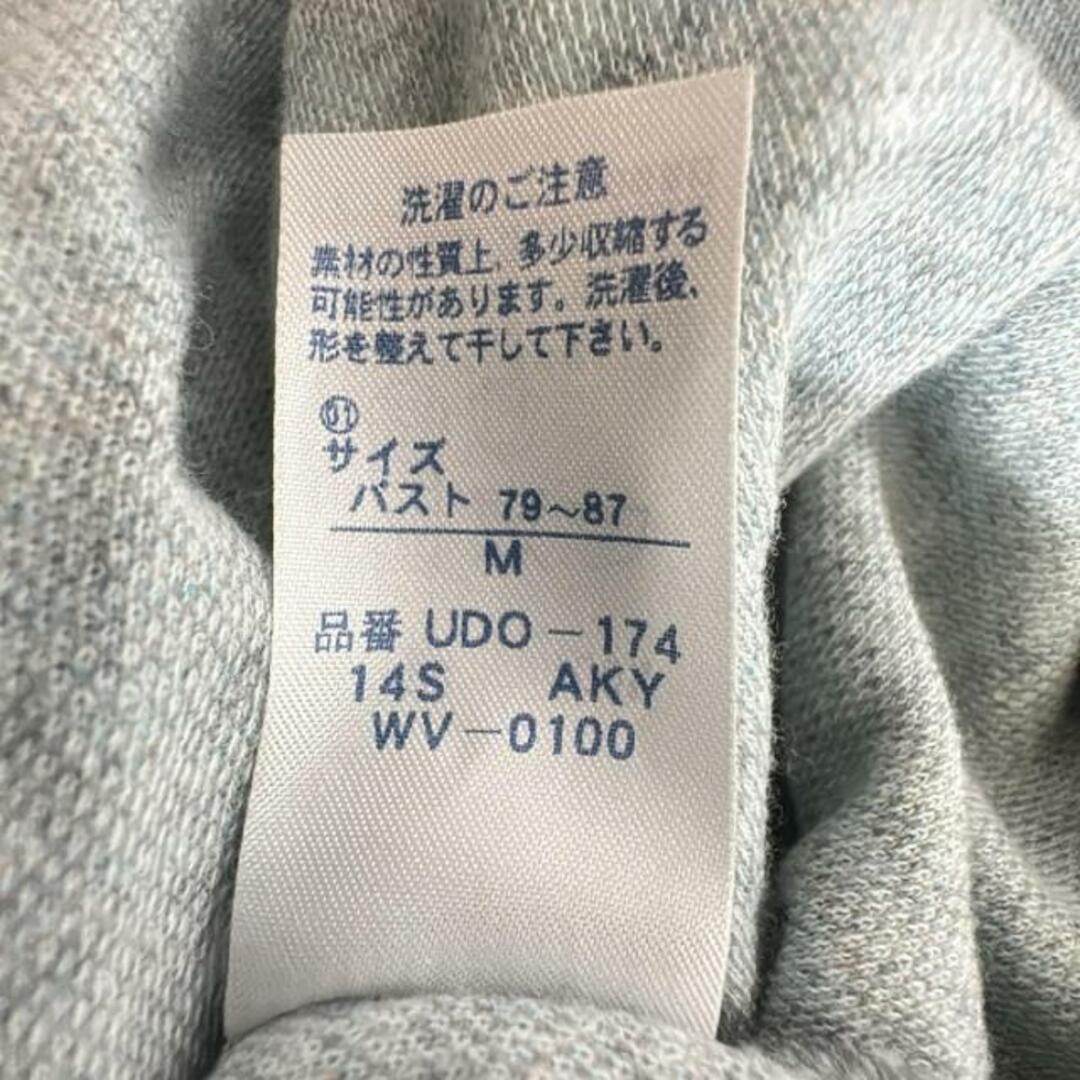 洗濯のご注意
素材の性質上、多少収縮する
可能性があります。洗濯後、
形を整えて干して下さい。
01
サイズ
バスト 79〜87
M
品番 UDO－174
14S AKY
WV－0100